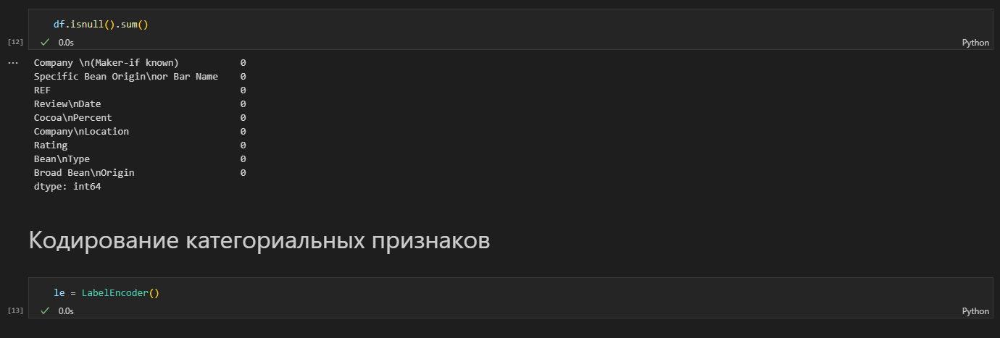 df.isnull().sum()
[12] 0.0s Python
Company \n(Maker-if known) 0
Specific Bean Origin\nor Bar Name 0
REF 0
Review\nDate 0
Cocoa\nPercent 0
Company\nLocation 0
Rating 0
Bean\nType 0
Broad Bean\nOrigin 0
dtype: int64
Кодирование категориальных признаков
le = LabelEncoder()
[13] 0.0s Python